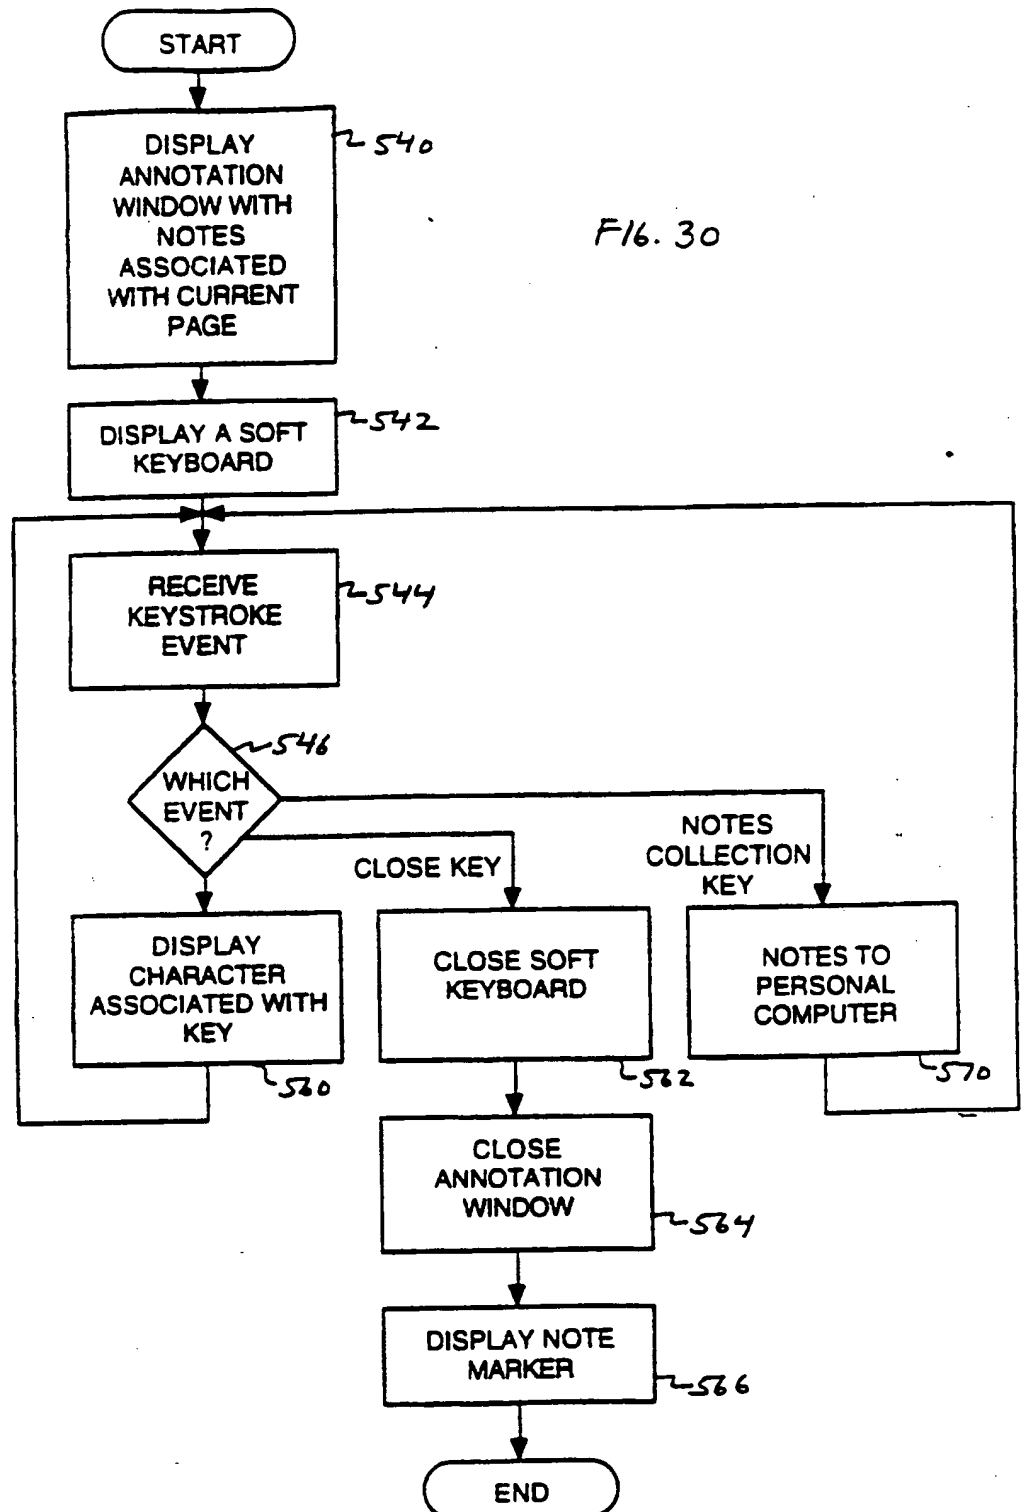 START
DISPLAY
ANNOTATION
WINDOW WITH
NOTES
ASSOCIATED
WITH CURRENT
PAGE
540
FIG. 30
DISPLAY A SOFT
KEYBOARD
542
RECEIVE
KEYSTROKE
EVENT
544
WHICH
EVENT
?
546
CLOSE KEY
NOTES
COLLECTION
KEY
DISPLAY
CHARACTER
ASSOCIATED WITH
KEY
560
CLOSE SOFT
KEYBOARD
562
NOTES TO
PERSONAL
COMPUTER
570
CLOSE
ANNOTATION
WINDOW
564
DISPLAY NOTE
MARKER
566
END